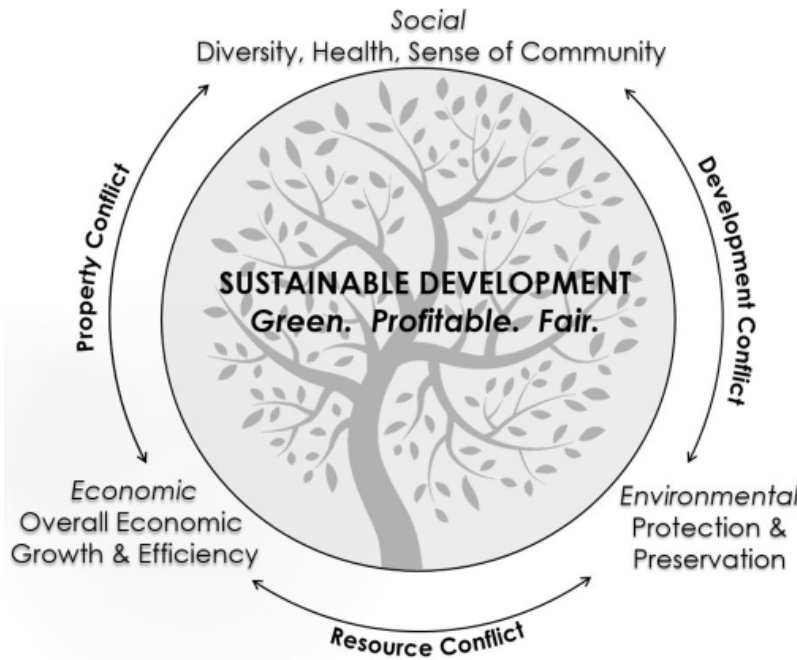 Social
Diversity, Health, Sense of Community
Property Conflict
Development Conflict
SUSTAINABLE DEVELOPMENT
Green. Profitable. Fair.
Economic
Overall Economic
Growth & Efficiency
Environmental
Protection &
Preservation
Resource Conflict